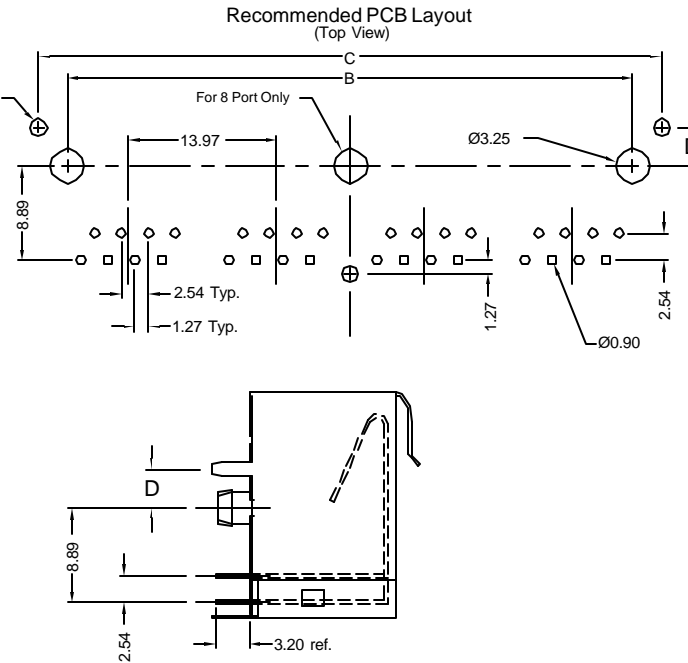 Recommended PCB Layout
(Top View)
C
B
For 8 Port Only
13.97
Ø3.25
8.89
2.54 Typ.
1.27 Typ.
1.27
2.54
Ø0.90
D
8.89
2.54
3.20 ref.